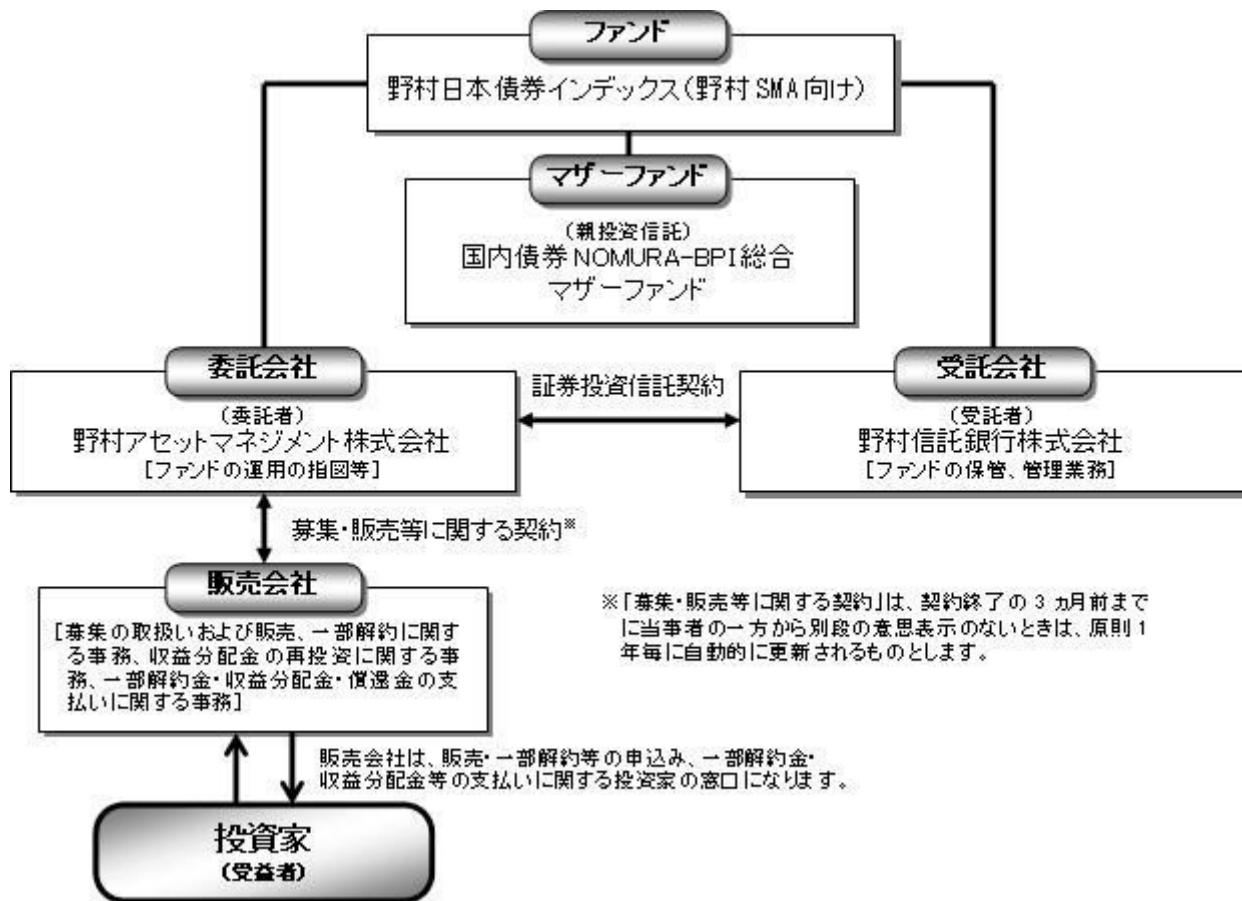 ファンド
野村日本債券インデックス(野村SMA向け)
マザーファンド
(親投資信託)
国内債券NOMURA-BPI総合
マザーファンド
委託会社
(委託者)
野村アセットマネジメント株式会社
[ファンドの運用の指図等]
証券投資信託契約
受託会社
(受託者)
野村信託銀行株式会社
[ファンドの保管、管理業務]
募集・販売等に関する契約※
販売会社
[募集の取扱いおよび販売、一部解約に関す
る事務、収益分配金の再投資に関する事
務、一部解約金・収益分配金・償還金の支
払いに関する事務]
※「募集・販売等に関する契約」は、契約終了の3ヵ月前まで
に当事者の一方から別段の意思表示のないときは、原則1
年毎に自動的に更新されるものとします。
販売会社は、販売・一部解約等の申込み、一部解約金・
収益分配金等の支払いに関する投資家の窓口になります。
投資家
(受益者)